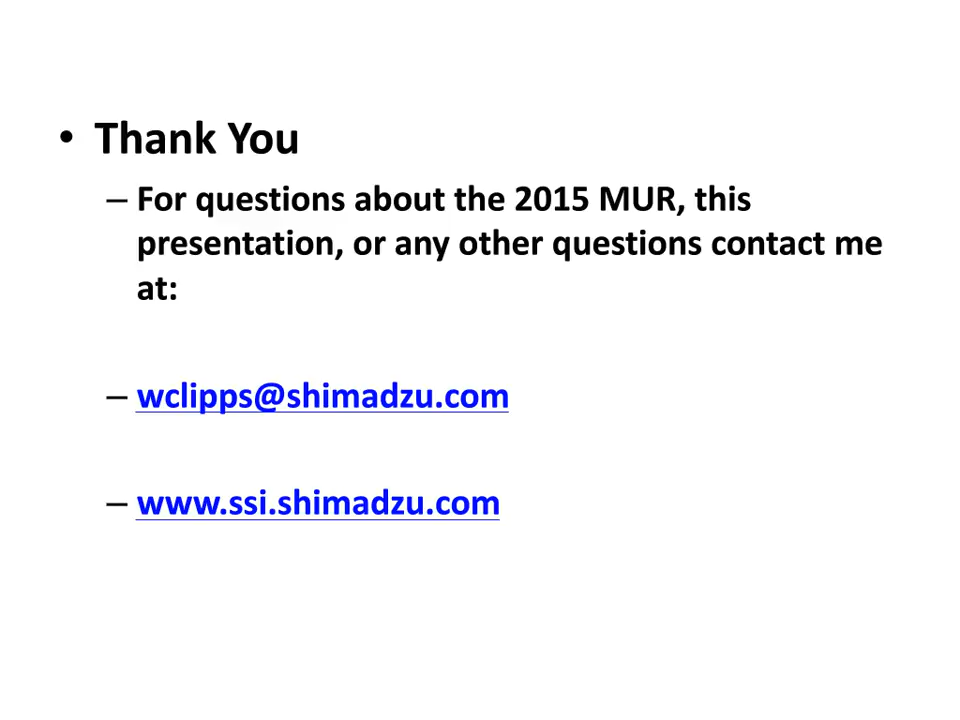 • Thank You
– For questions about the 2015 MUR, this
presentation, or any other questions contact me
at:
– wclipps@shimadzu.com
– www.ssi.shimadzu.com